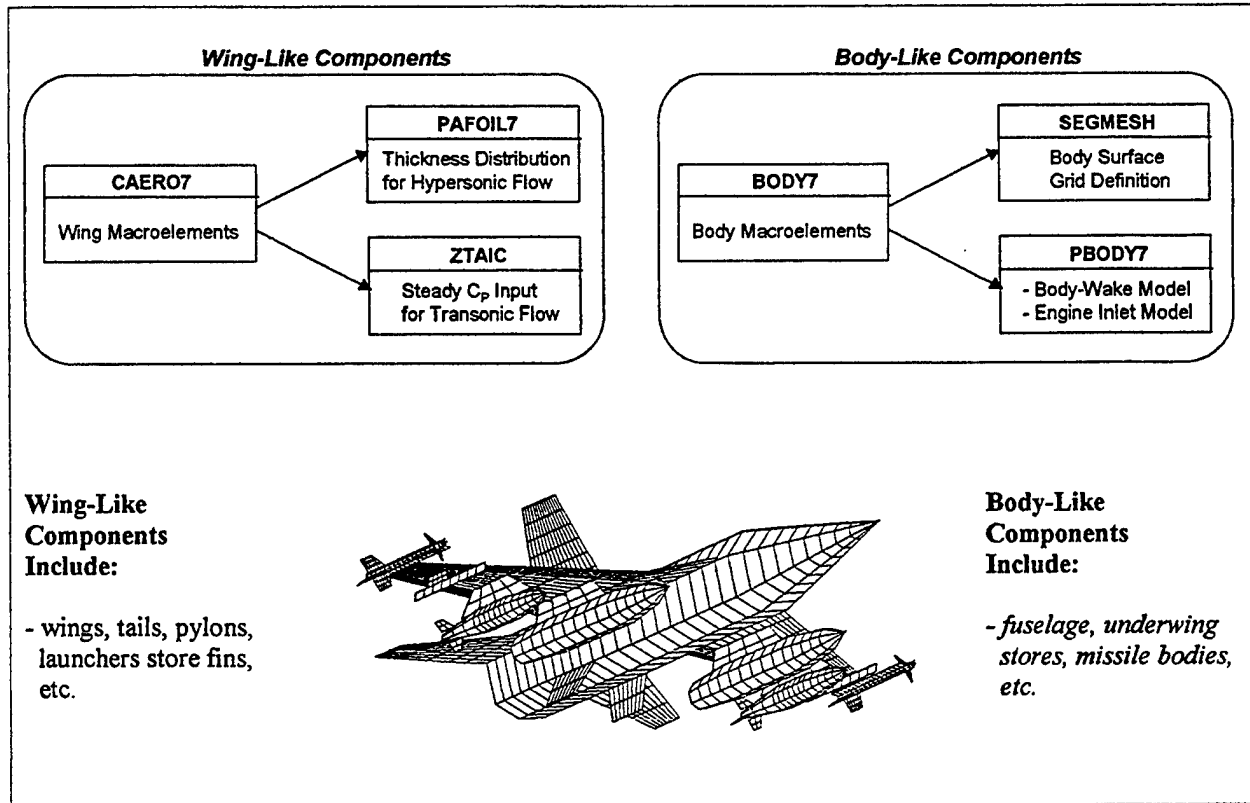 Wing-Like Components
PAFOIL7
Thickness Distribution
for Hypersonic Flow
CAERO7
Wing Macroelements
ZTAIC
Steady CP Input
for Transonic Flow
Body-Like Components
SEGMESH
Body Surface
Grid Definition
BODY7
Body Macroelements
PBODY7
- Body-Wake Model
- Engine Inlet Model
Wing-Like
Components
Include:
- wings, tails, pylons,
launchers store fins,
etc.
Body-Like
Components
Include:
- fuselage, underwing
stores, missile bodies,
etc.